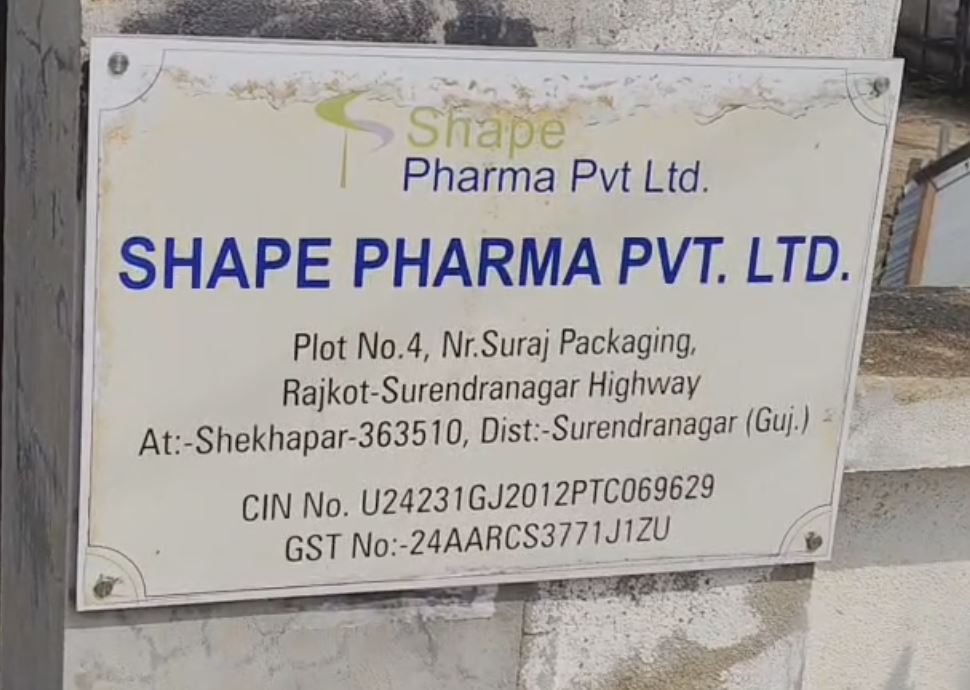 Shape
Pharma Pvt Ltd.
SHAPE PHARMA PVT. LTD.
Plot No.4, Nr.Suraj Packaging,
Rajkot-Surendranagar Highway
At:-Shekhapar-363510, Dist:-Surendranagar (Guj.)
CIN No. U24231GJ2012PTC069629
GST No:-24AARCS3771J1ZU